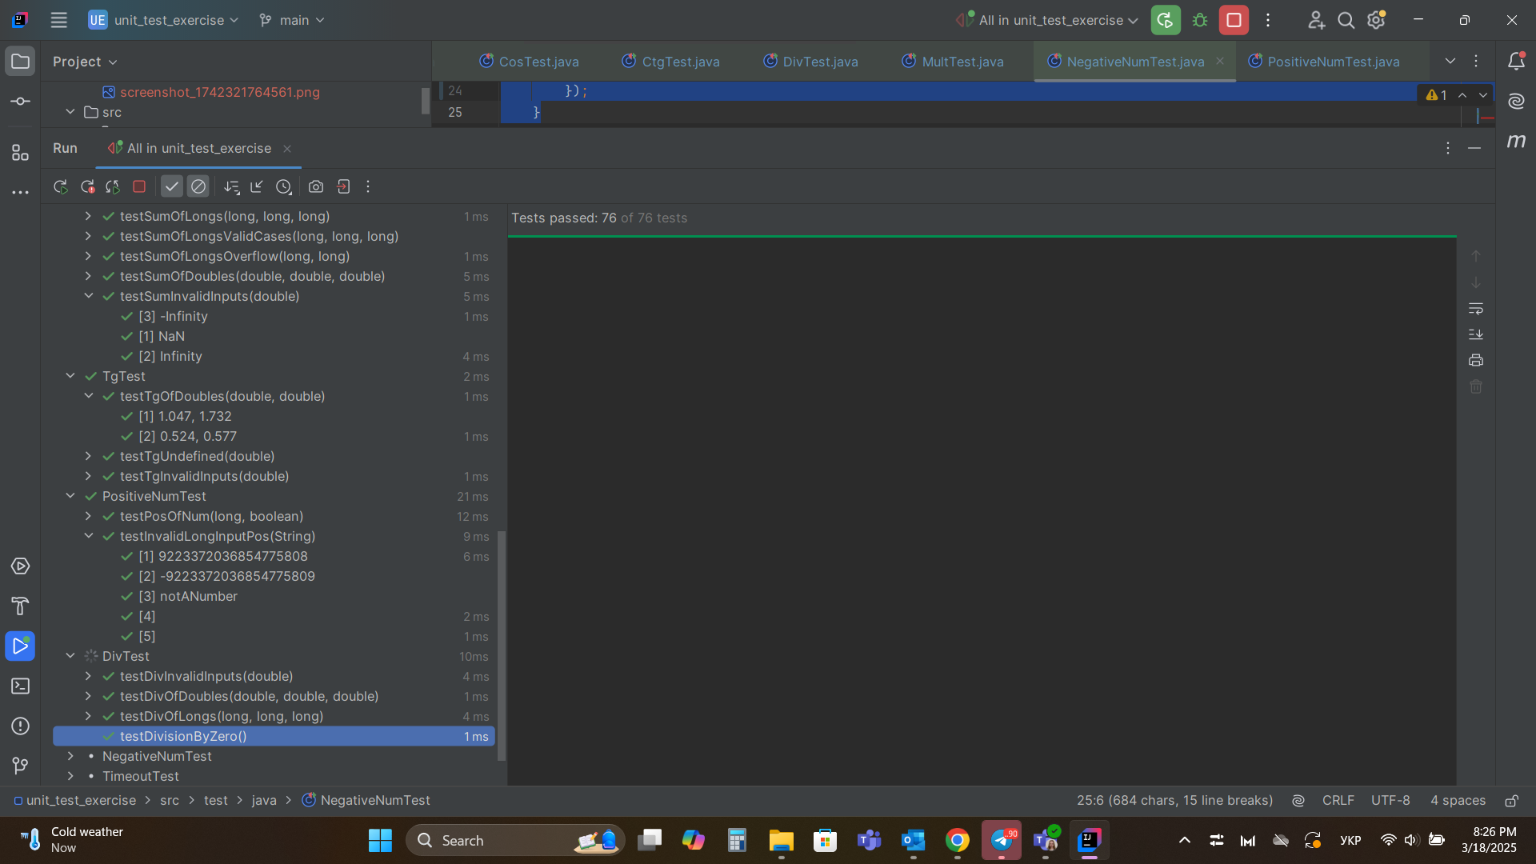 UE unit_test_exercise main All in unit_test_exercise
Project CosTest.java CtgTest.java DivTest.java MultTest.java NegativeNumTest.java PositiveNumTest.java
screenshot_1742321764561.png 24 }); 1
src 25 }
Run All in unit_test_exercise
testSumOfLongs(long, long, long) 1 ms Tests passed: 76 of 76 tests
testSumOfLongsValidCases(long, long, long)
testSumOfLongsOverflow(long, long) 1 ms
testSumOfDoubles(double, double, double) 5 ms
testSumInvalidInputs(double) 5 ms
[3] -Infinity 1 ms
[1] NaN
[2] Infinity 4 ms
TgTest 2 ms
testTgOfDoubles(double, double) 1 ms
[1] 1.047, 1.732
[2] 0.524, 0.577 1 ms
testTgUndefined(double)
testTgInvalidInputs(double) 1 ms
PositiveNumTest 21 ms
testPosOfNum(long, boolean) 12 ms
testInvalidLongInputPos(String) 9 ms
[1] 9223372036854775808 6 ms
[2] -9223372036854775809
[3] notANumber
[4] 2 ms
[5] 1 ms
DivTest 10ms
testDivInvalidInputs(double) 4 ms
testDivOfDoubles(double, double, double) 1 ms
testDivOfLongs(long, long, long) 4 ms
testDivisionByZero() 1 ms
NegativeNumTest
TimeoutTest
unit_test_exercise > src > test > java > NegativeNumTest 25:6 (684 chars, 15 line breaks) CRLF UTF-8 4 spaces
Cold weather
Now
Search
90
УКР
8:26 PM
3/18/2025